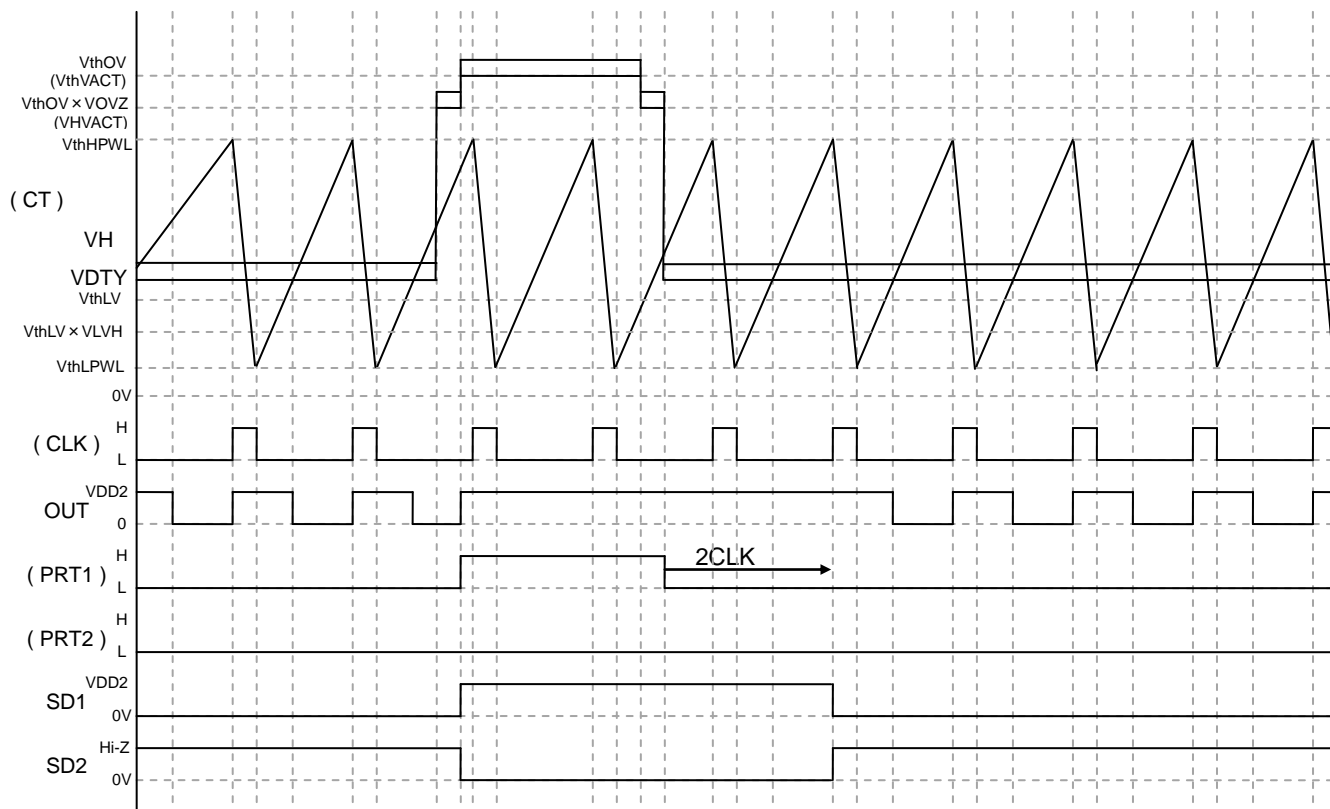 VthOV
(VthVACT)
VthOV × VOVZ
(VHVACT)
VthHPWL
( CT )
VH
VDTY
VthLV
VthLV × VLVH
VthLPWL
0V
H
( CLK )
L
VDD2
OUT
0
H
2CLK
( PRT1 )
L
H
( PRT2 )
L
VDD2
SD1
0V
Hi-Z
SD2
0V